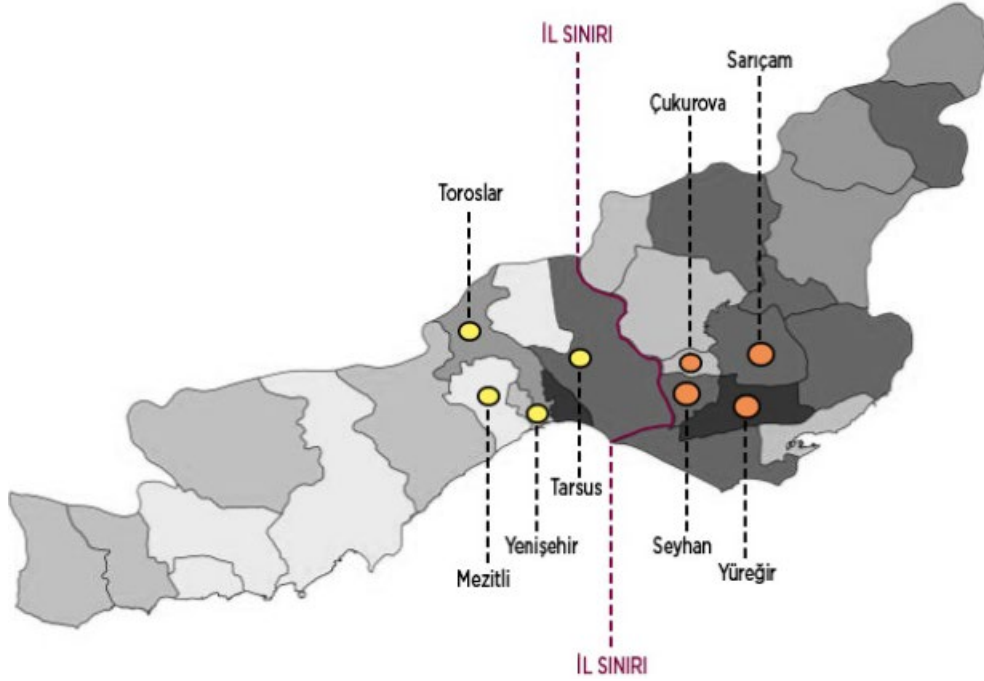 İL SINIRI
Sarıçam
Çukurova
Toroslar
Tarsus
Yenişehir
Seyhan
Mezitli
Yüreğir
İL SINIRI